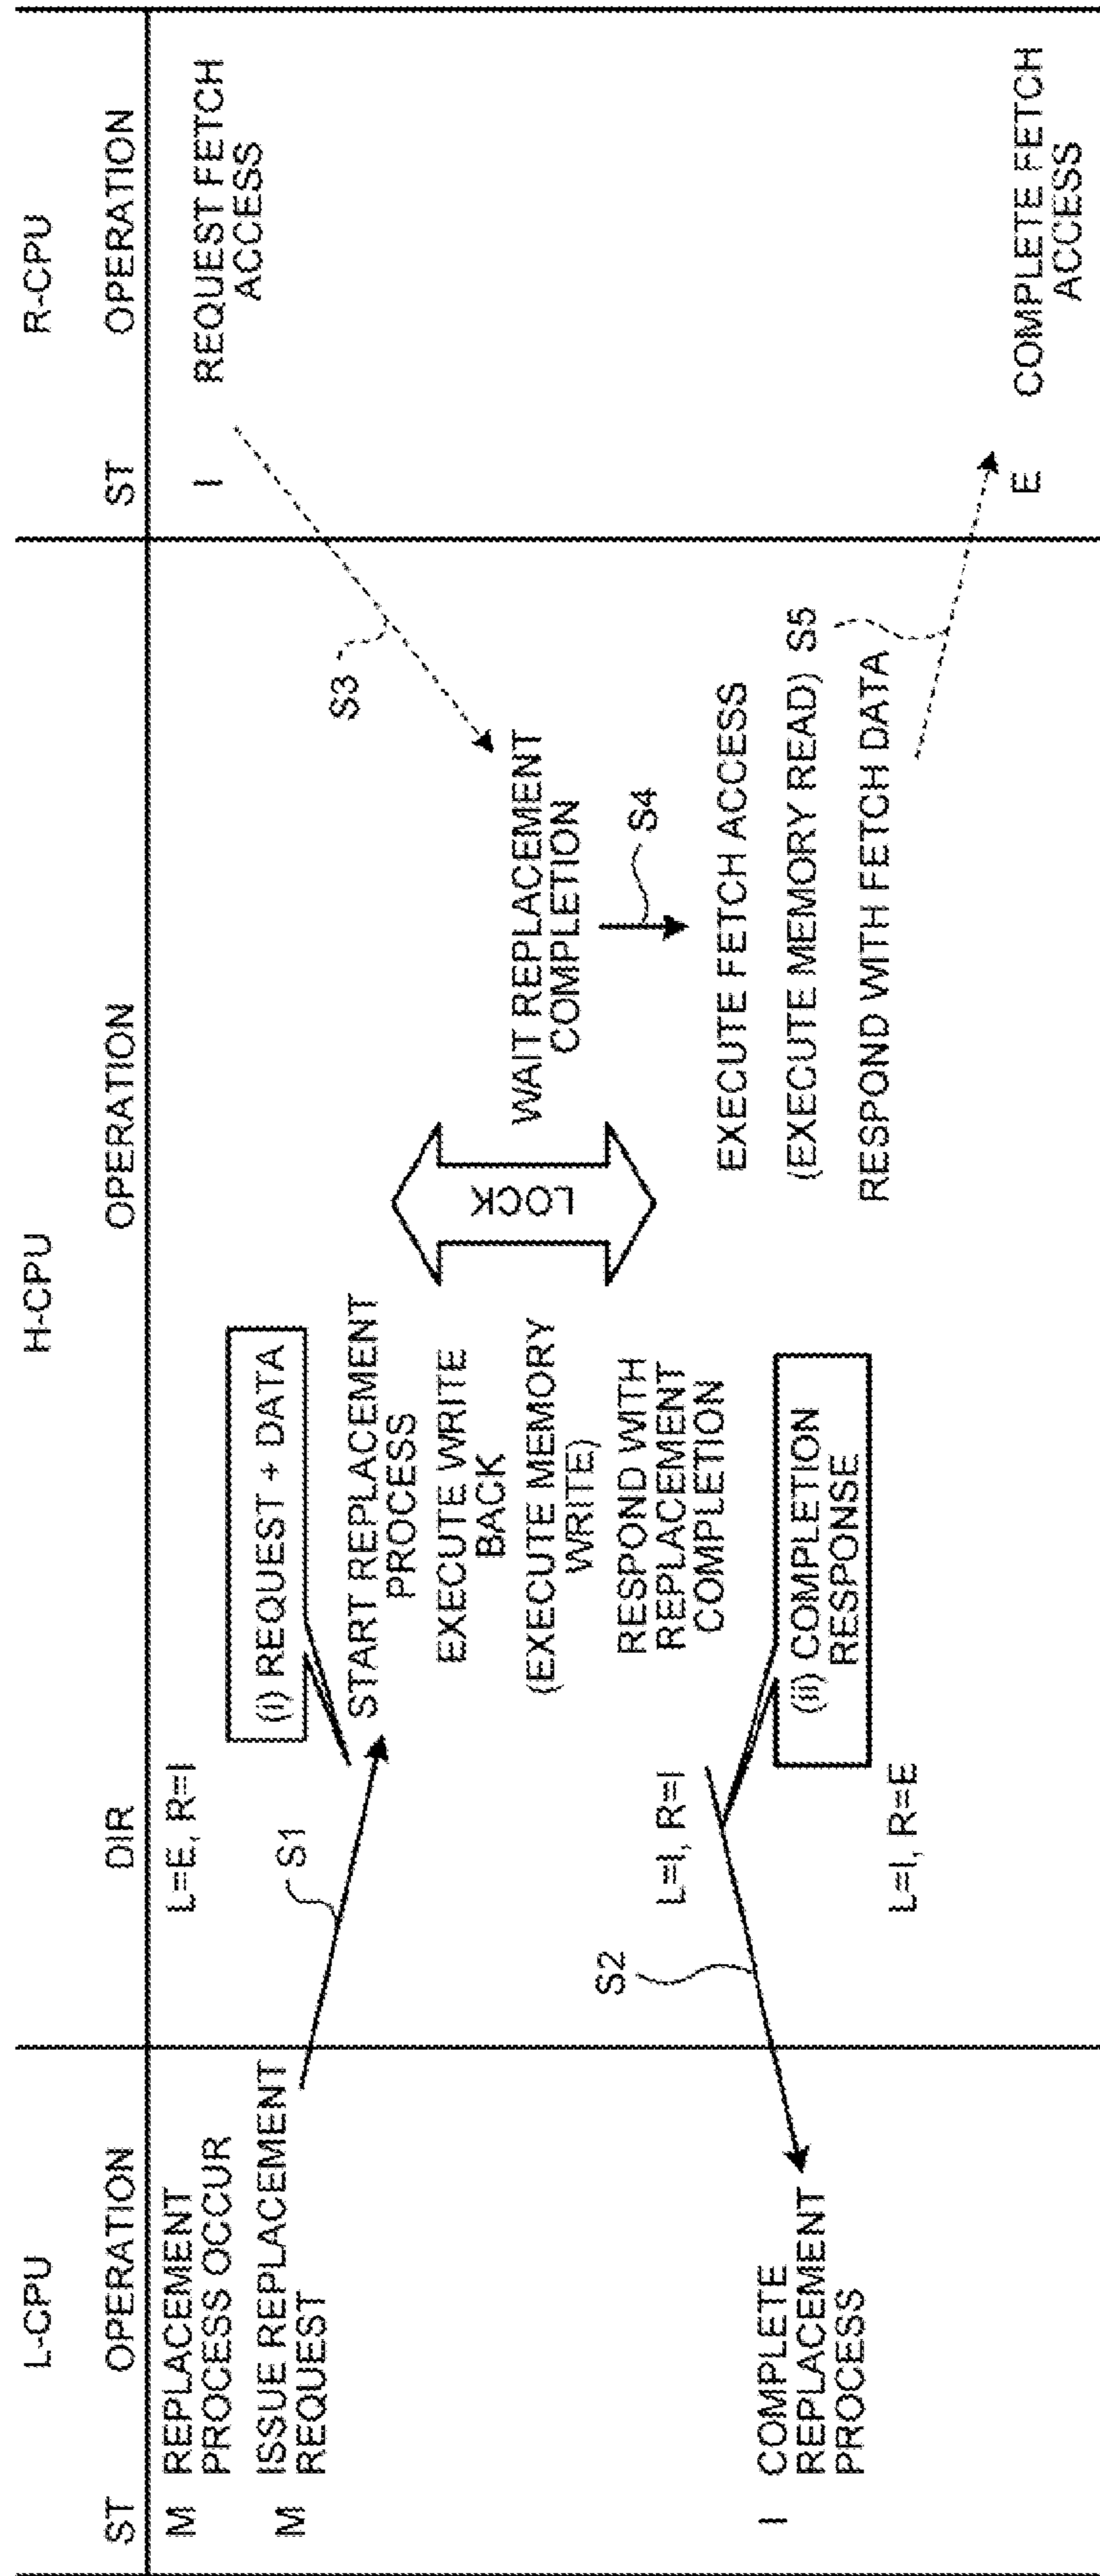 L-CPU
H-CPU
R-CPU
ST
OPERATION
DIR
OPERATION
ST
OPERATION
M
REPLACEMENT
PROCESS OCCUR
M
ISSUE REPLACEMENT
REQUEST
I
COMPLETE
REPLACEMENT
PROCESS
L=E, R=I
S1
S2
L=I, R=I
L=I, R=E
(i) REQUEST + DATA
START REPLACEMENT
PROCESS
EXECUTE WRITE
BACK
(EXECUTE MEMORY
WRITE)
RESPOND WITH
REPLACEMENT
COMPLETION
(ii) COMPLETION
RESPONSE
LOCK
S3
WAIT REPLACEMENT
COMPLETION
S4
EXECUTE FETCH ACCESS
(EXECUTE MEMORY READ)
S5
RESPOND WITH FETCH DATA
I
REQUEST FETCH
ACCESS
E
COMPLETE FETCH
ACCESS